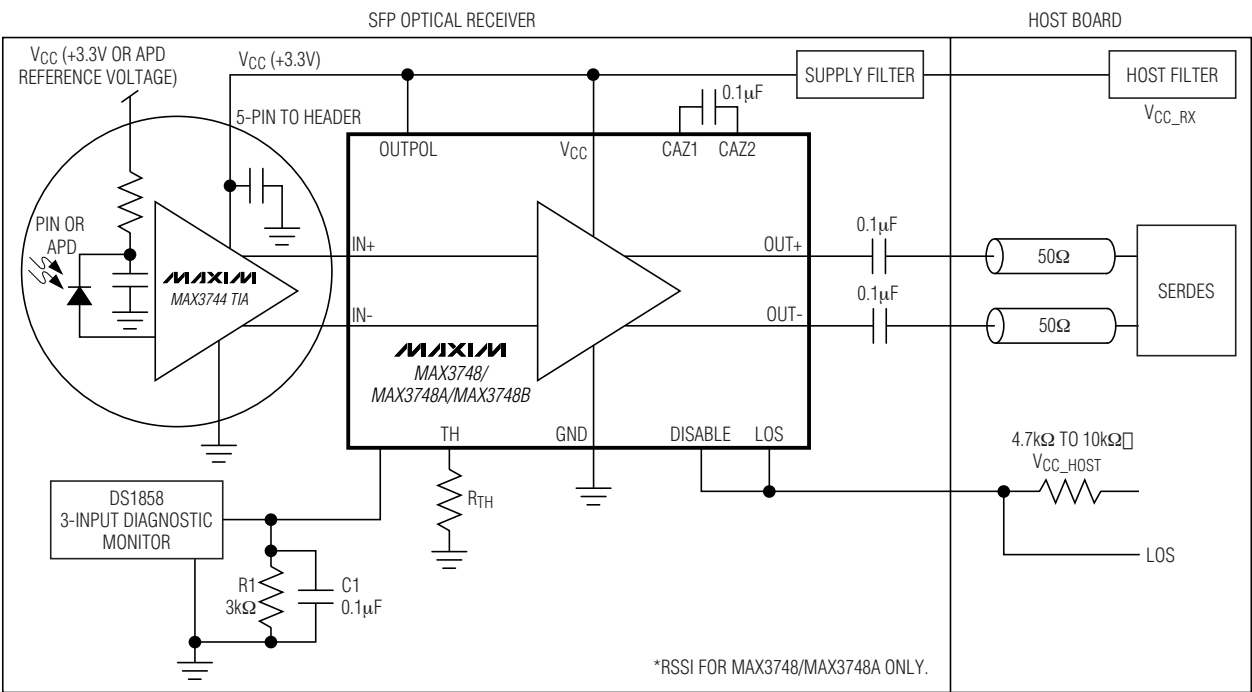 SFP OPTICAL RECEIVER
HOST BOARD
VCC (+3.3V OR APD
REFERENCE VOLTAGE)
VCC (+3.3V)
SUPPLY FILTER
HOST FILTER
VCC_RX
0.1μF
5-PIN TO HEADER
OUTPOL
VCC
CAZ1
CAZ2
PIN OR
APD
MAXIM
MAX3744 TIA
IN+
IN-
OUT+
OUT-
0.1μF
0.1μF
50Ω
50Ω
SERDES
MAXIM
MAX3748/
MAX3748A/MAX3748B
TH
GND
DISABLE
LOS
4.7kΩ TO 10kΩ
VCC_HOST
LOS
DS1858
3-INPUT DIAGNOSTIC
MONITOR
RTH
R1
3kΩ
C1
0.1μF
*RSSI FOR MAX3748/MAX3748A ONLY.